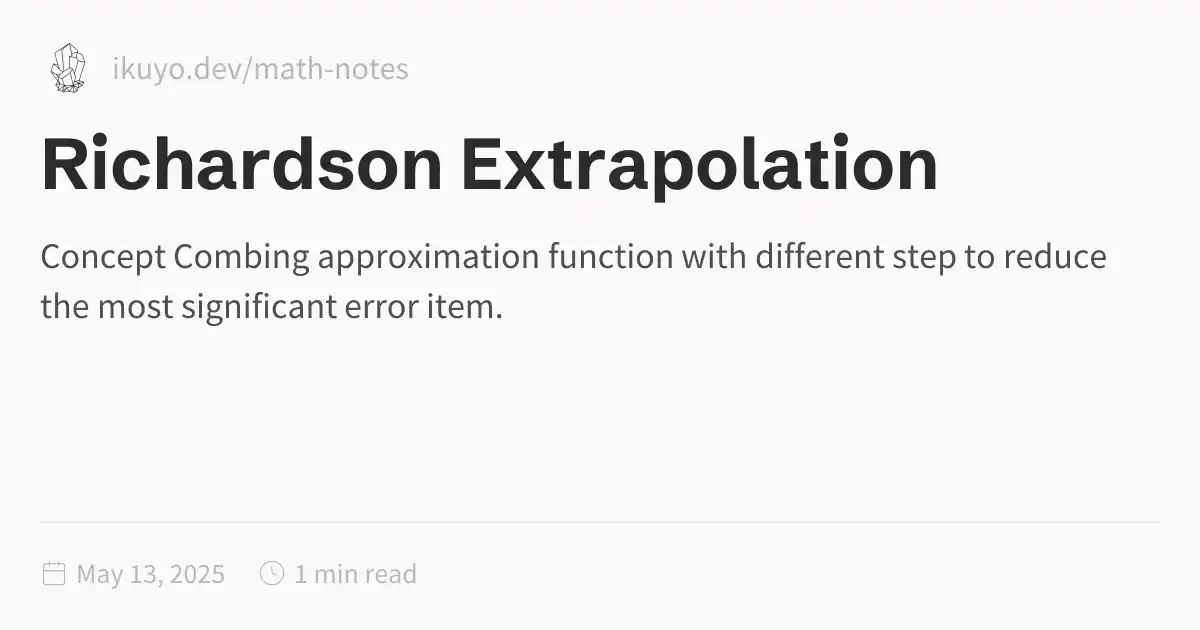 ikuyo.dev/math-notes
Richardson Extrapolation
Concept Combing approximation function with different step to reduce
the most significant error item.
May 13, 2025 1 min read